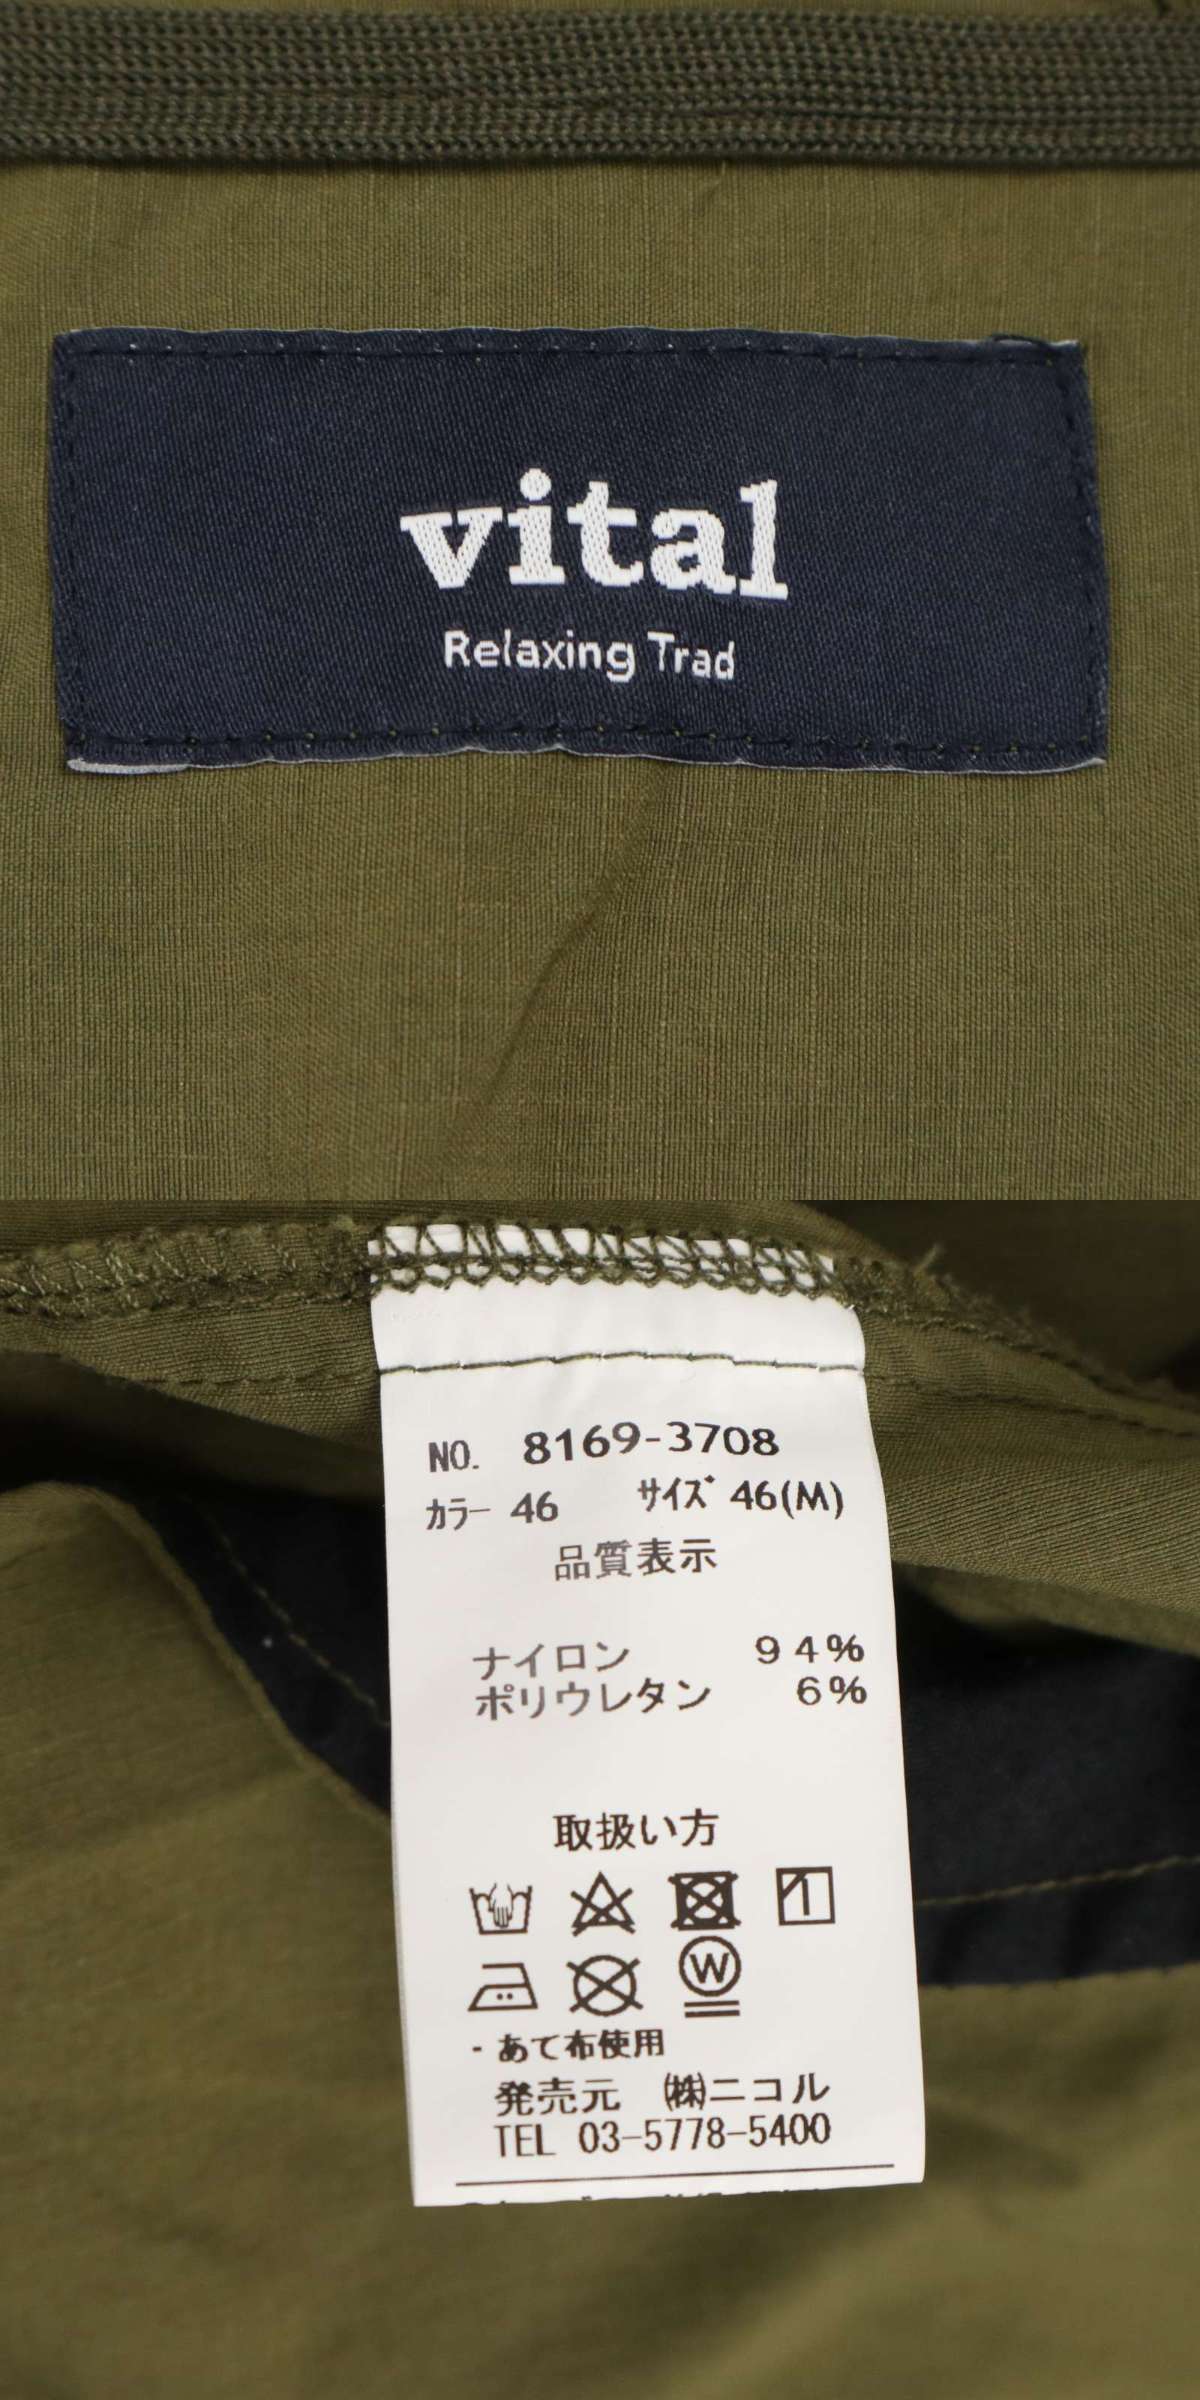 vital
Relaxing Trad
NO. 8169-3708
カラー 46 サイズ 46(M)
品質表示
ナイロン 94%
ポリウレタン 6%
取扱い方
W
・あて布使用
発売元 ㈱ニコル
TEL 03-5778-5400